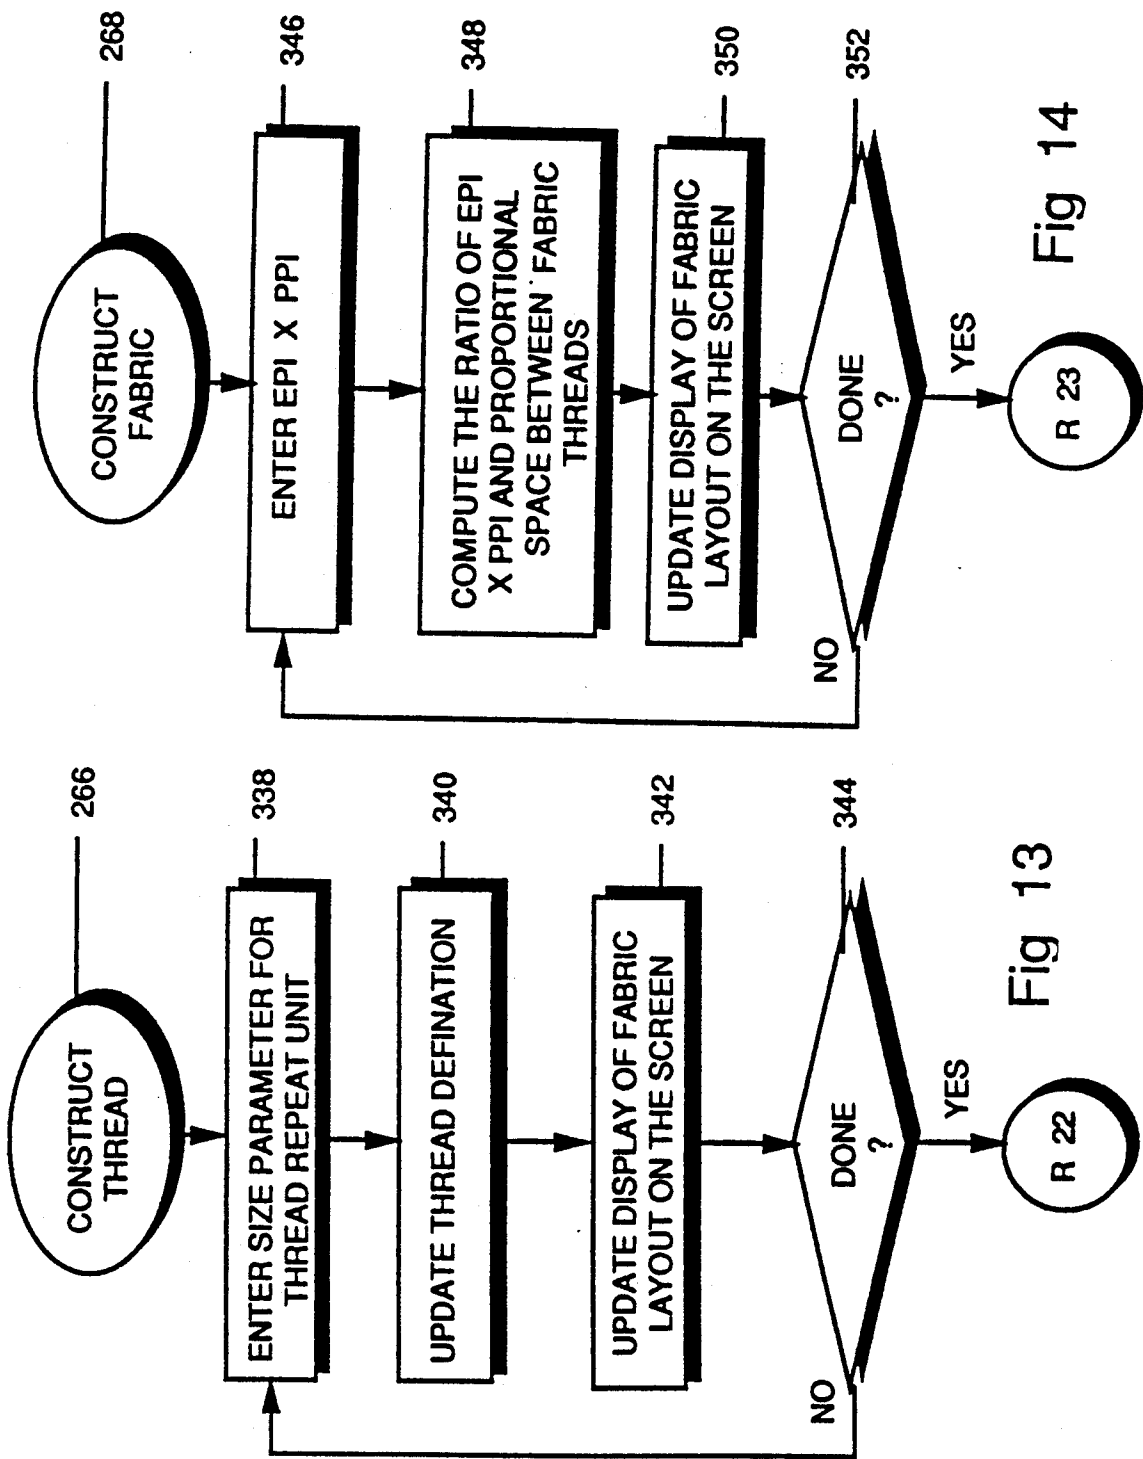 266
CONSTRUCT
THREAD
338
ENTER SIZE PARAMETER FOR
THREAD REPEAT UNIT
340
UPDATE THREAD DEFINATION
342
UPDATE DISPLAY OF FABRIC
LAYOUT ON THE SCREEN
344
DONE
?
NO
YES
R 22
Fig 13
268
CONSTRUCT
FABRIC
346
ENTER EPI X PPI
348
COMPUTE THE RATIO OF EPI
X PPI AND PROPORTIONAL
SPACE BETWEEN FABRIC
THREADS
350
UPDATE DISPLAY OF FABRIC
LAYOUT ON THE SCREEN
352
DONE
?
NO
YES
R 23
Fig 14